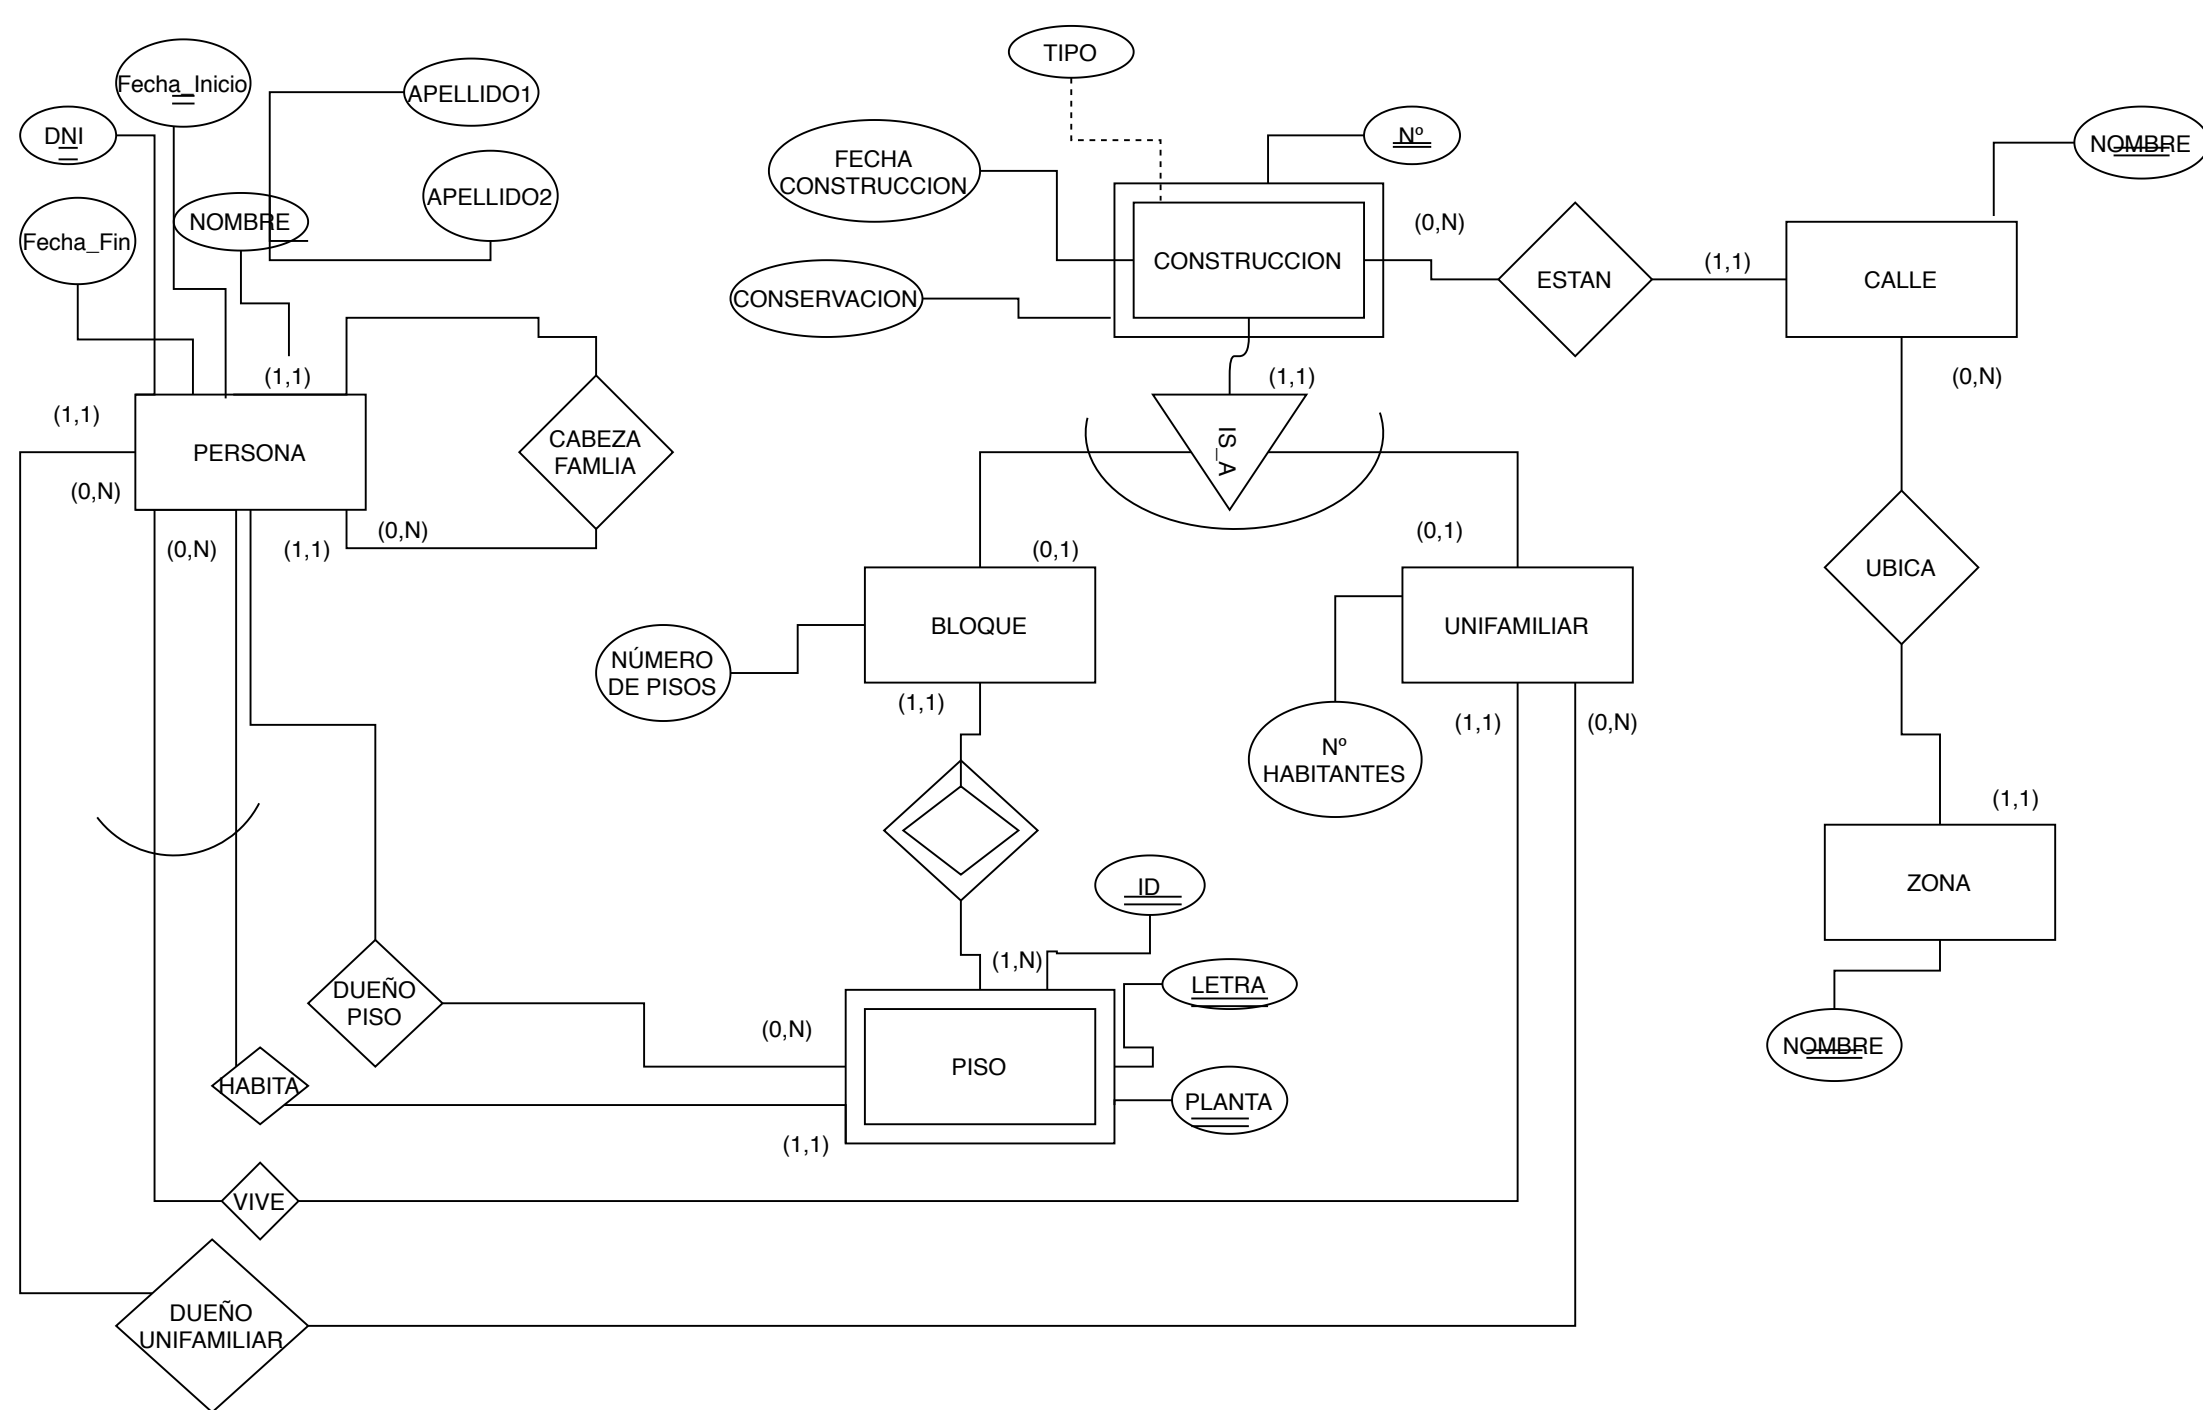 TIPO
Fecha_Inicio
APELLIDO1
DNI
Nº
NOMBRE
FECHA
CONSTRUCCION
APELLIDO2
NOMBRE
Fecha_Fin
(0,N)
CONSTRUCCION
(1,1)
ESTAN
CALLE
CONSERVACION
(1,1)
(1,1)
(0,N)
(1,1)
PERSONA
CABEZA
FAMLIA
IS_A
(0,N)
(0,N)
(0,1)
(0,N)
(1,1)
(0,1)
UBICA
BLOQUE
UNIFAMILIAR
NÚMERO
DE PISOS
(1,1)
(1,1)
(0,N)
Nº
HABITANTES
(1,1)
ID
ZONA
(1,N)
LETRA
DUEÑO
PISO
(0,N)
NOMBRE
PISO
HABITA
PLANTA
(1,1)
VIVE
DUEÑO
UNIFAMILIAR